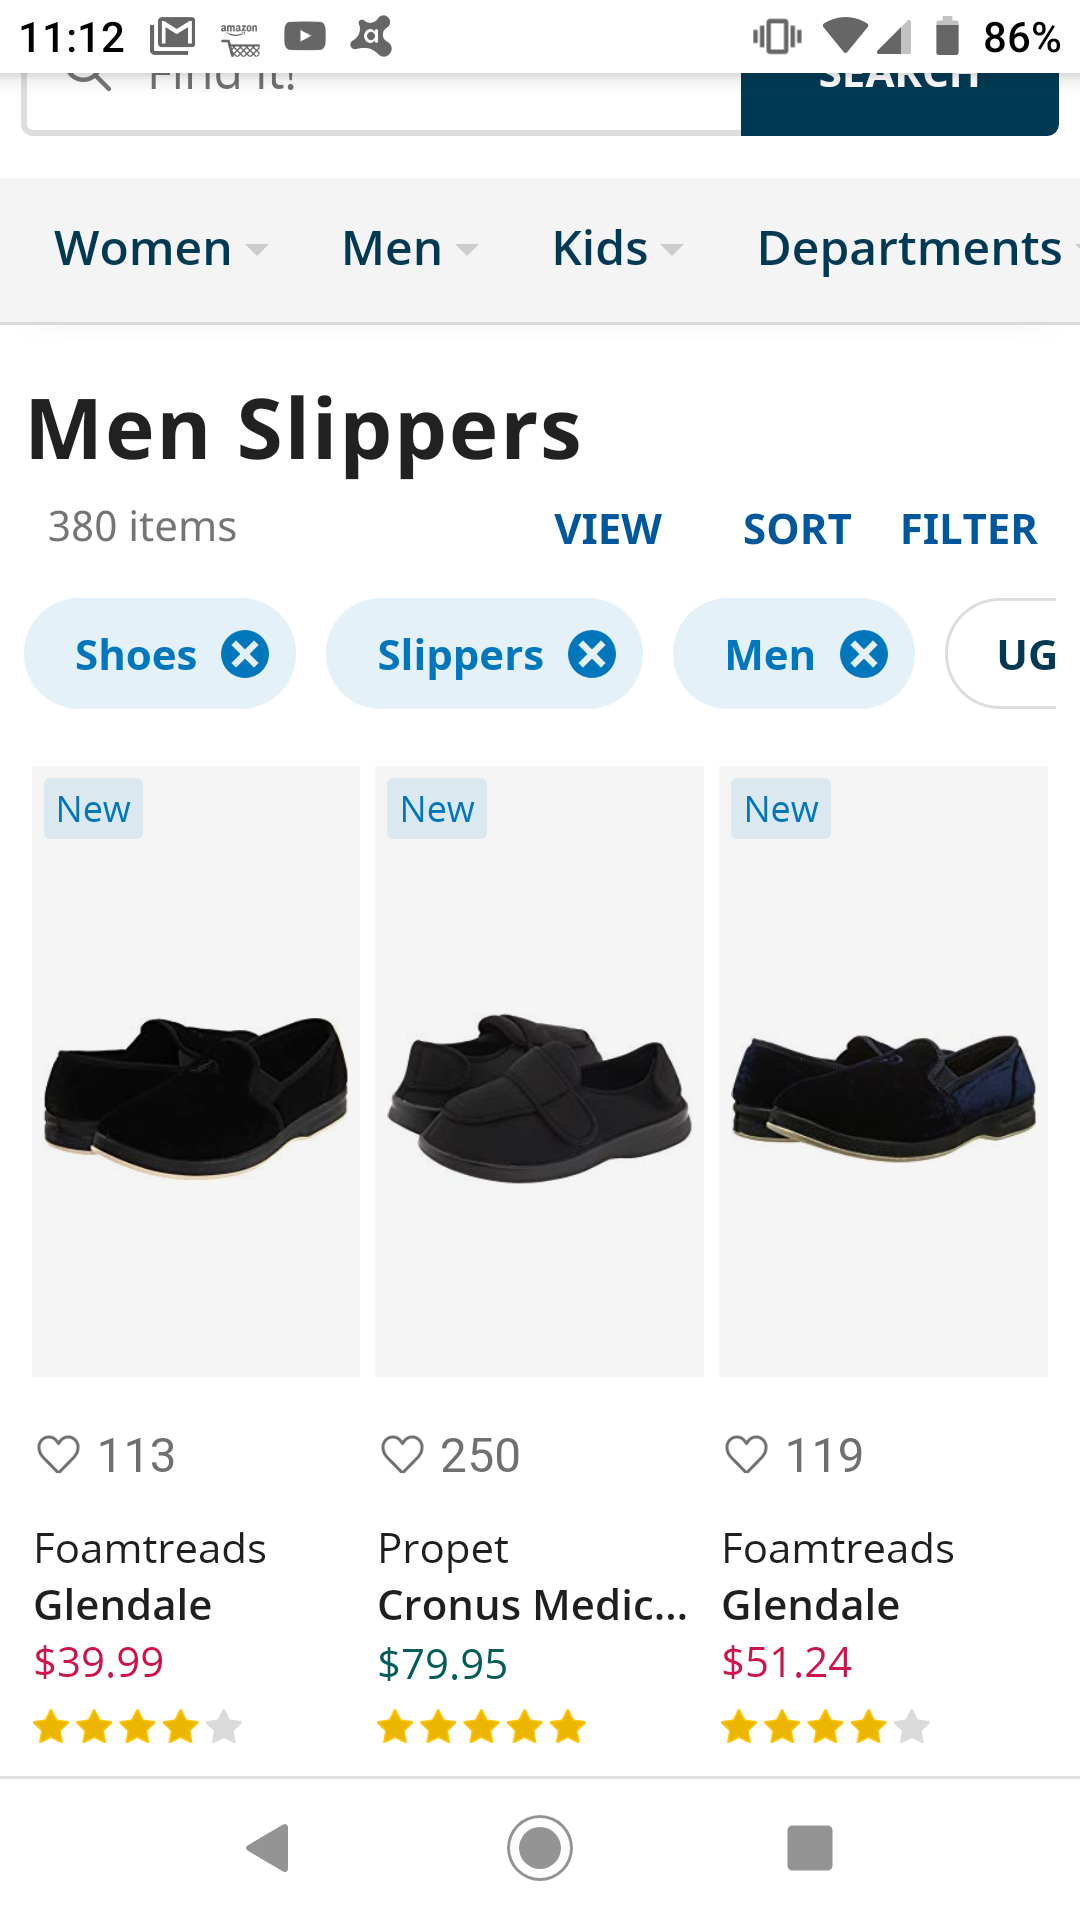 11:12 amazon 86%
Find it! SEARCH
Women Men Kids Departments
Men Slippers
380 items VIEW SORT FILTER
Shoes Slippers Men UG
New New New
113 250 119
Foamtreads Propet Foamtreads
Glendale Cronus Medic... Glendale
$39.99 $79.95 $51.24